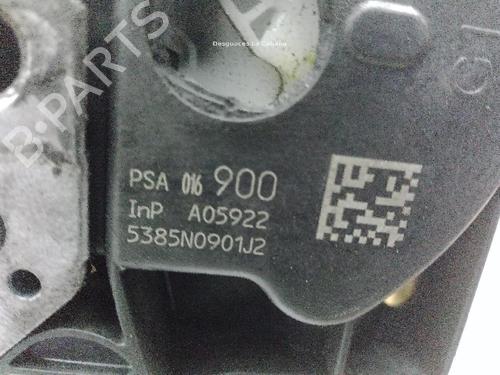 Desguaces La Cabaña
B-PARTS
PSA 016 900
InP A05922
5385N0901J2